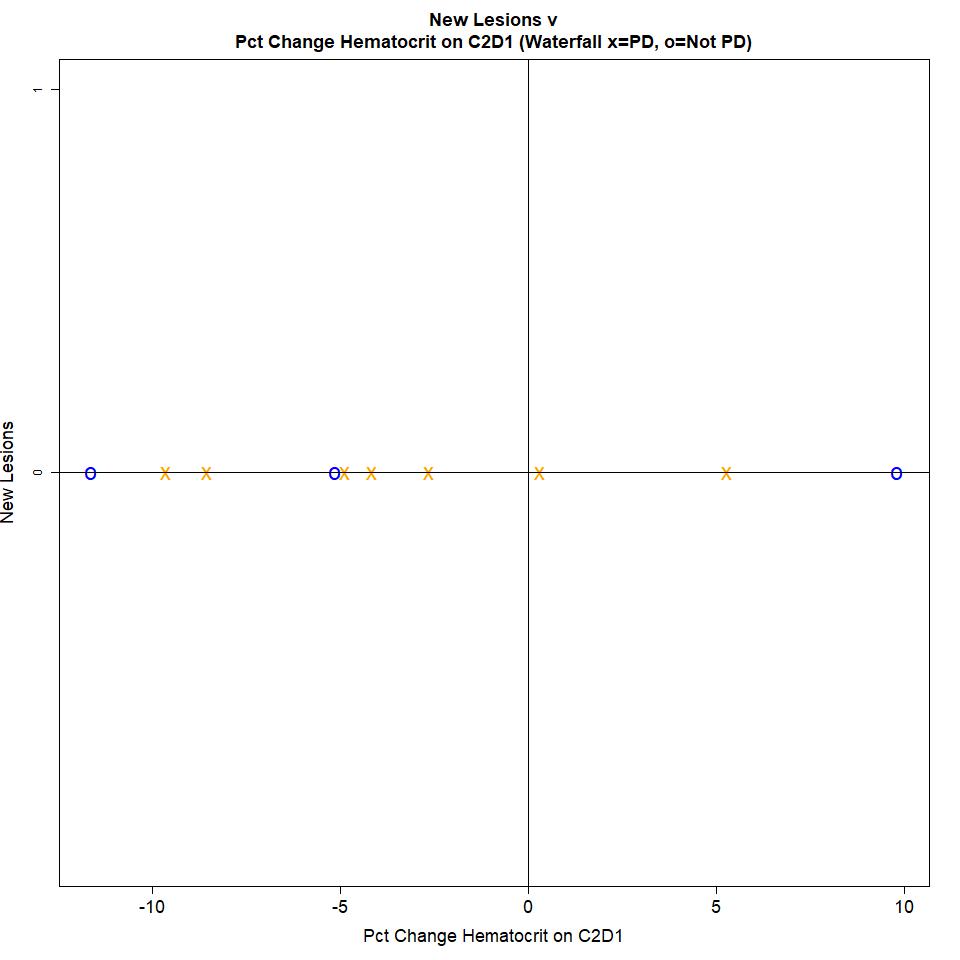 New Lesions v
Pct Change Hematocrit on C2D1 (Waterfall x=PD, o=Not PD)
1
0
New Lesions
o x x o x x x x x o
-10 -5 0 5 10
Pct Change Hematocrit on C2D1